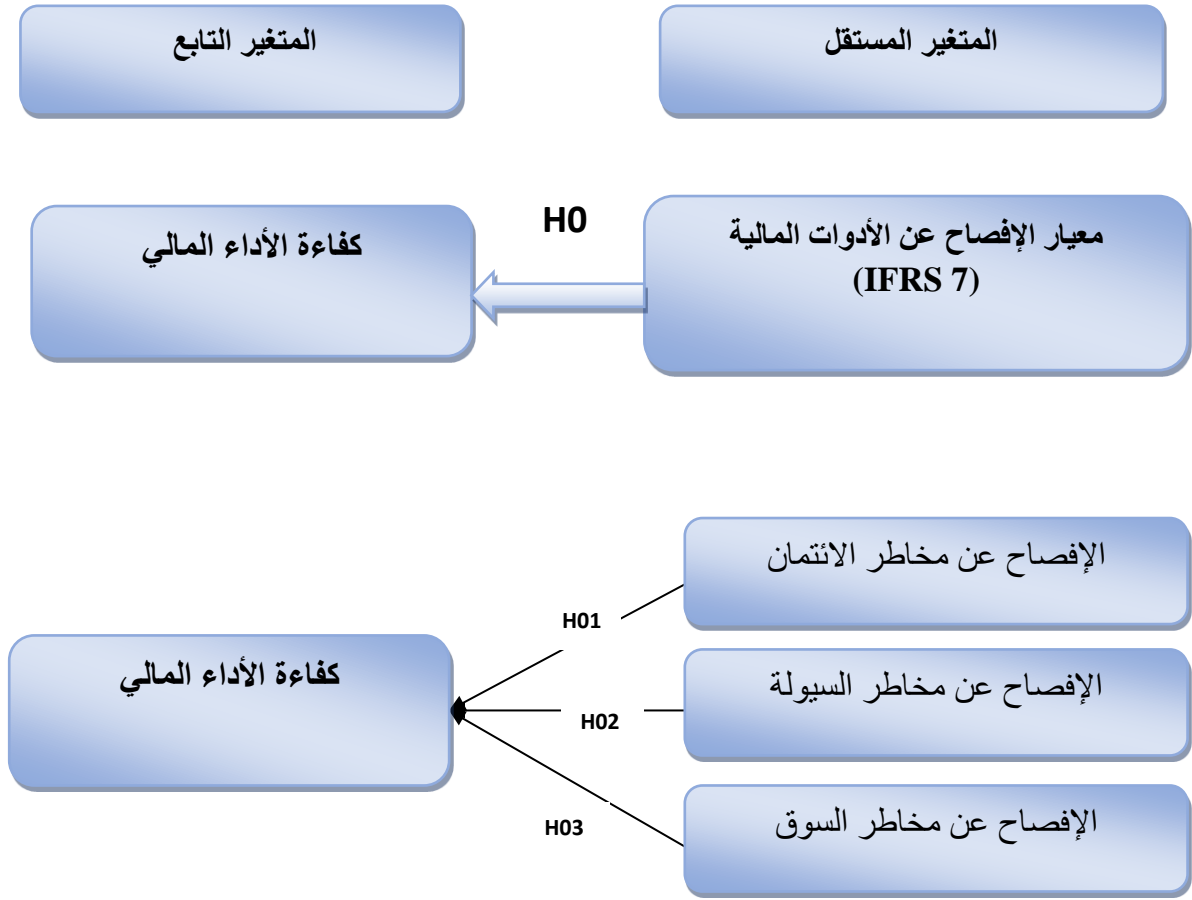 المتغير المستقل
المتغير التابع
معيار الإفصاح عن الأدوات المالية
(IFRS 7)
H0
كفاءة الأداء المالي
الإفصاح عن مخاطر الائتمان
H01
الإفصاح عن مخاطر السيولة
H02
كفاءة الأداء المالي
الإفصاح عن مخاطر السوق
H03